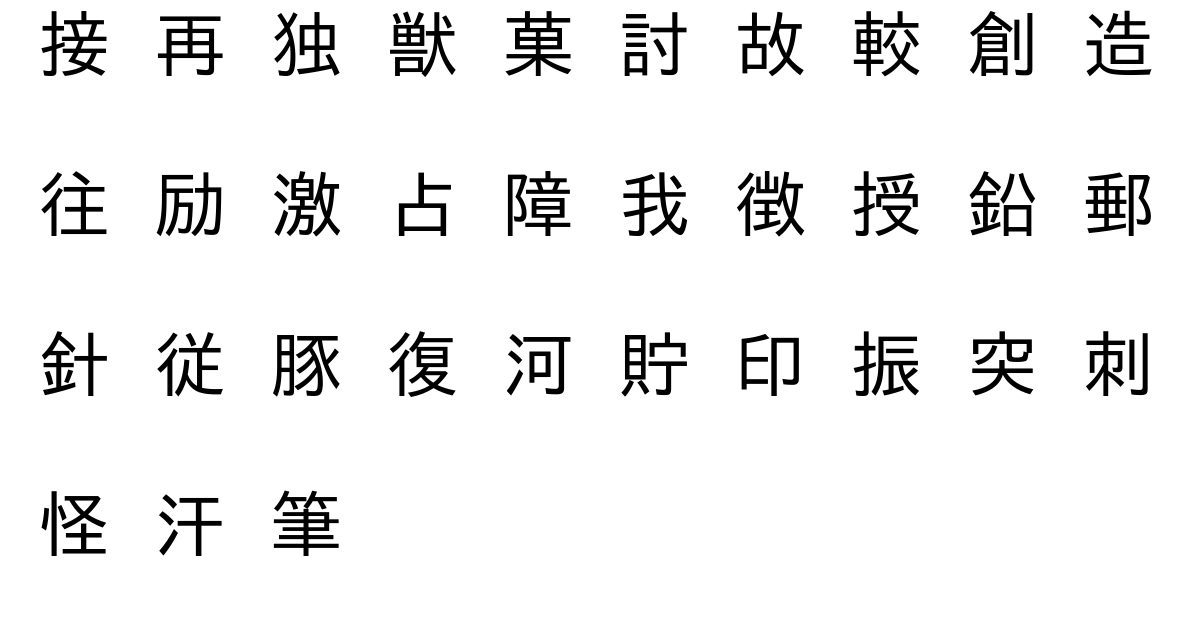 接再独獣菓討故較創造
往励激占障我徴授鉛郵
針従豚復河貯印振突刺
怪汗筆